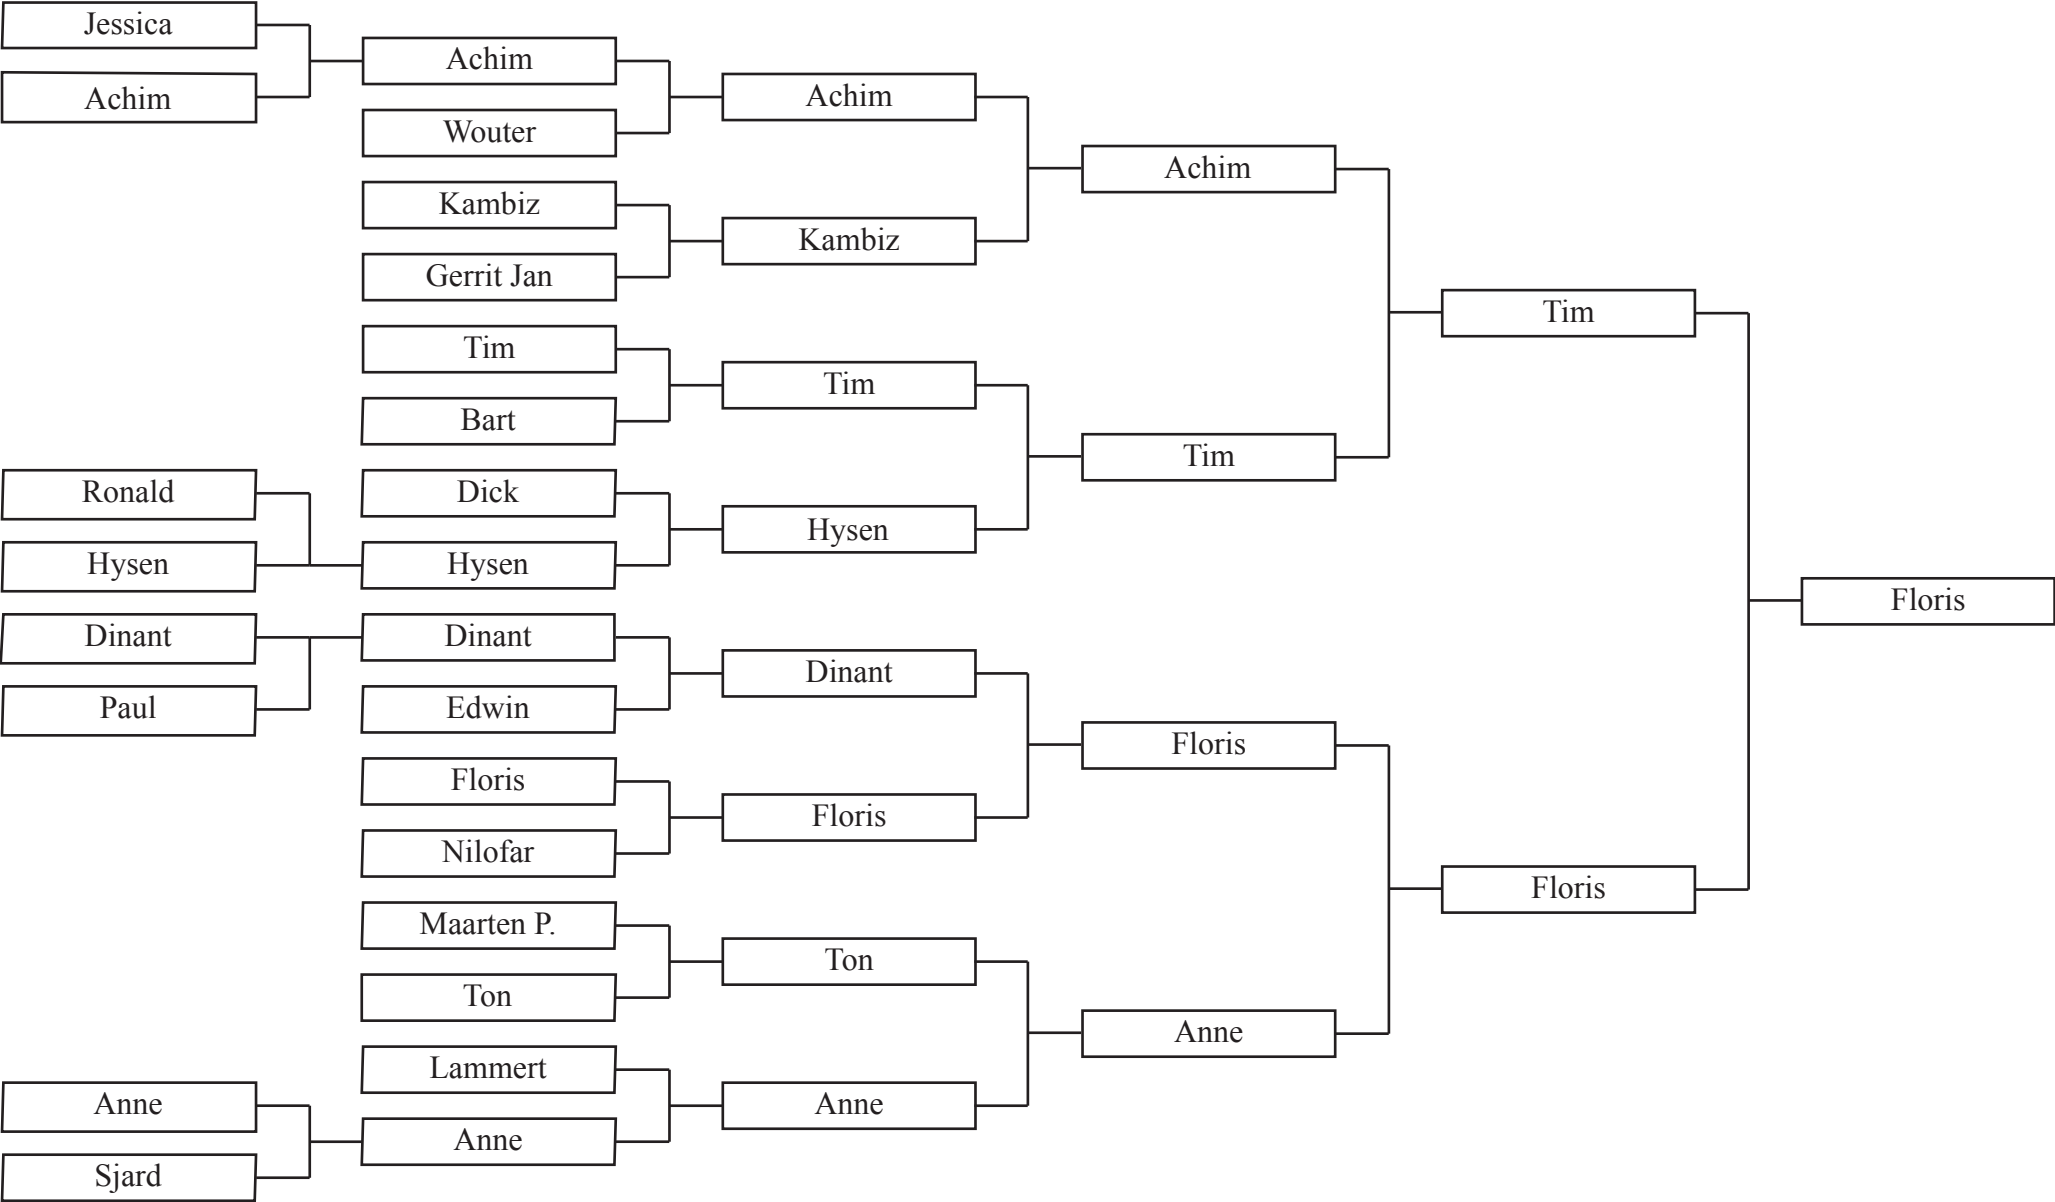 Jessica
Achim
Ronald
Hysen
Dinant
Paul
Anne
Sjard
Achim
Wouter
Kambiz
Gerrit Jan
Tim
Bart
Dick
Hysen
Dinant
Edwin
Floris
Nilofar
Maarten P.
Ton
Lammert
Anne
Achim
Kambiz
Tim
Hysen
Dinant
Floris
Ton
Anne
Achim
Tim
Floris
Anne
Tim
Floris
Floris